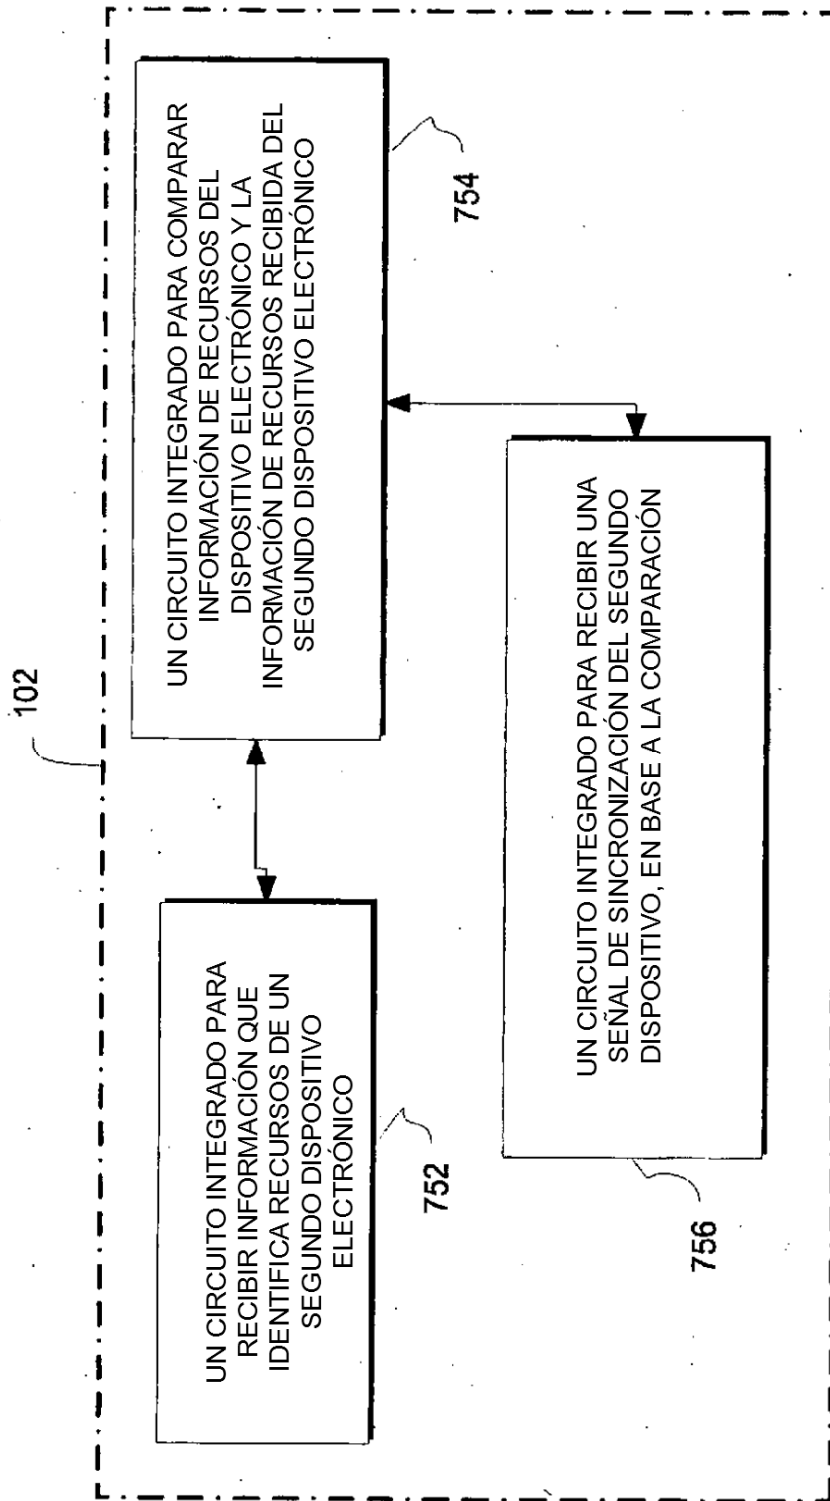 102
UN CIRCUITO INTEGRADO PARA
RECIBIR INFORMACIÓN QUE
IDENTIFICA RECURSOS DE UN
SEGUNDO DISPOSITIVO
ELECTRÓNICO
752
UN CIRCUITO INTEGRADO PARA COMPARAR
INFORMACIÓN DE RECURSOS DEL
DISPOSITIVO ELECTRÓNICO Y LA
INFORMACIÓN DE RECURSOS RECIBIDA DEL
SEGUNDO DISPOSITIVO ELECTRÓNICO
754
UN CIRCUITO INTEGRADO PARA RECIBIR UNA
SEÑAL DE SINCRONIZACIÓN DEL SEGUNDO
DISPOSITIVO, EN BASE A LA COMPARACIÓN
756